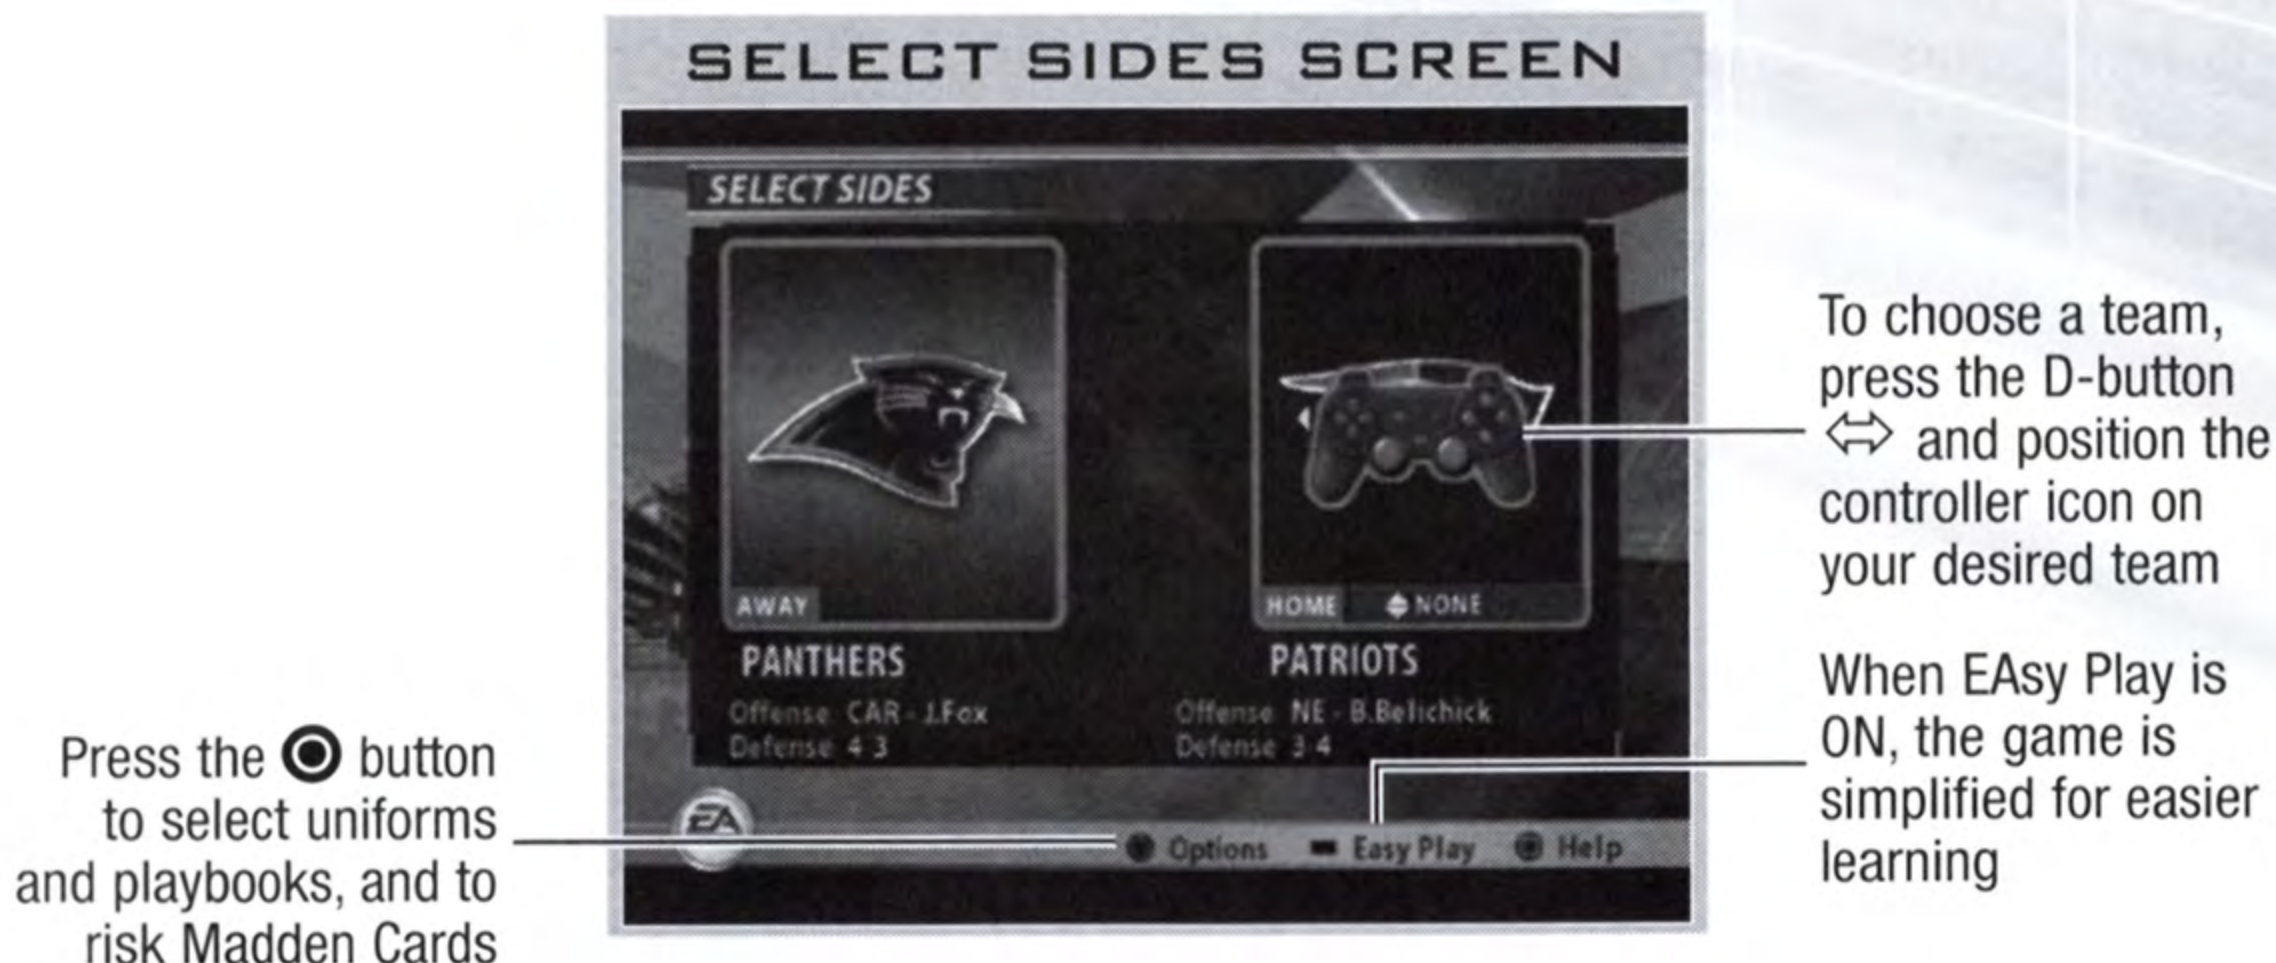 SELECT SIDES SCREEN
SELECT SIDES
AWAY
HOME NONE
PANTHERS
PATRIOTS
Offense CAR - J.Fox
Defense 4 3
Offense NE - B.Belichick
Defense 3 4
EA
Options Easy Play Help
To choose a team,
press the D-button
⇔ and position the
controller icon on
your desired team
When EAsy Play is
ON, the game is
simplified for easier
learning
Press the ◉ button
to select uniforms
and playbooks, and to
risk Madden Cards